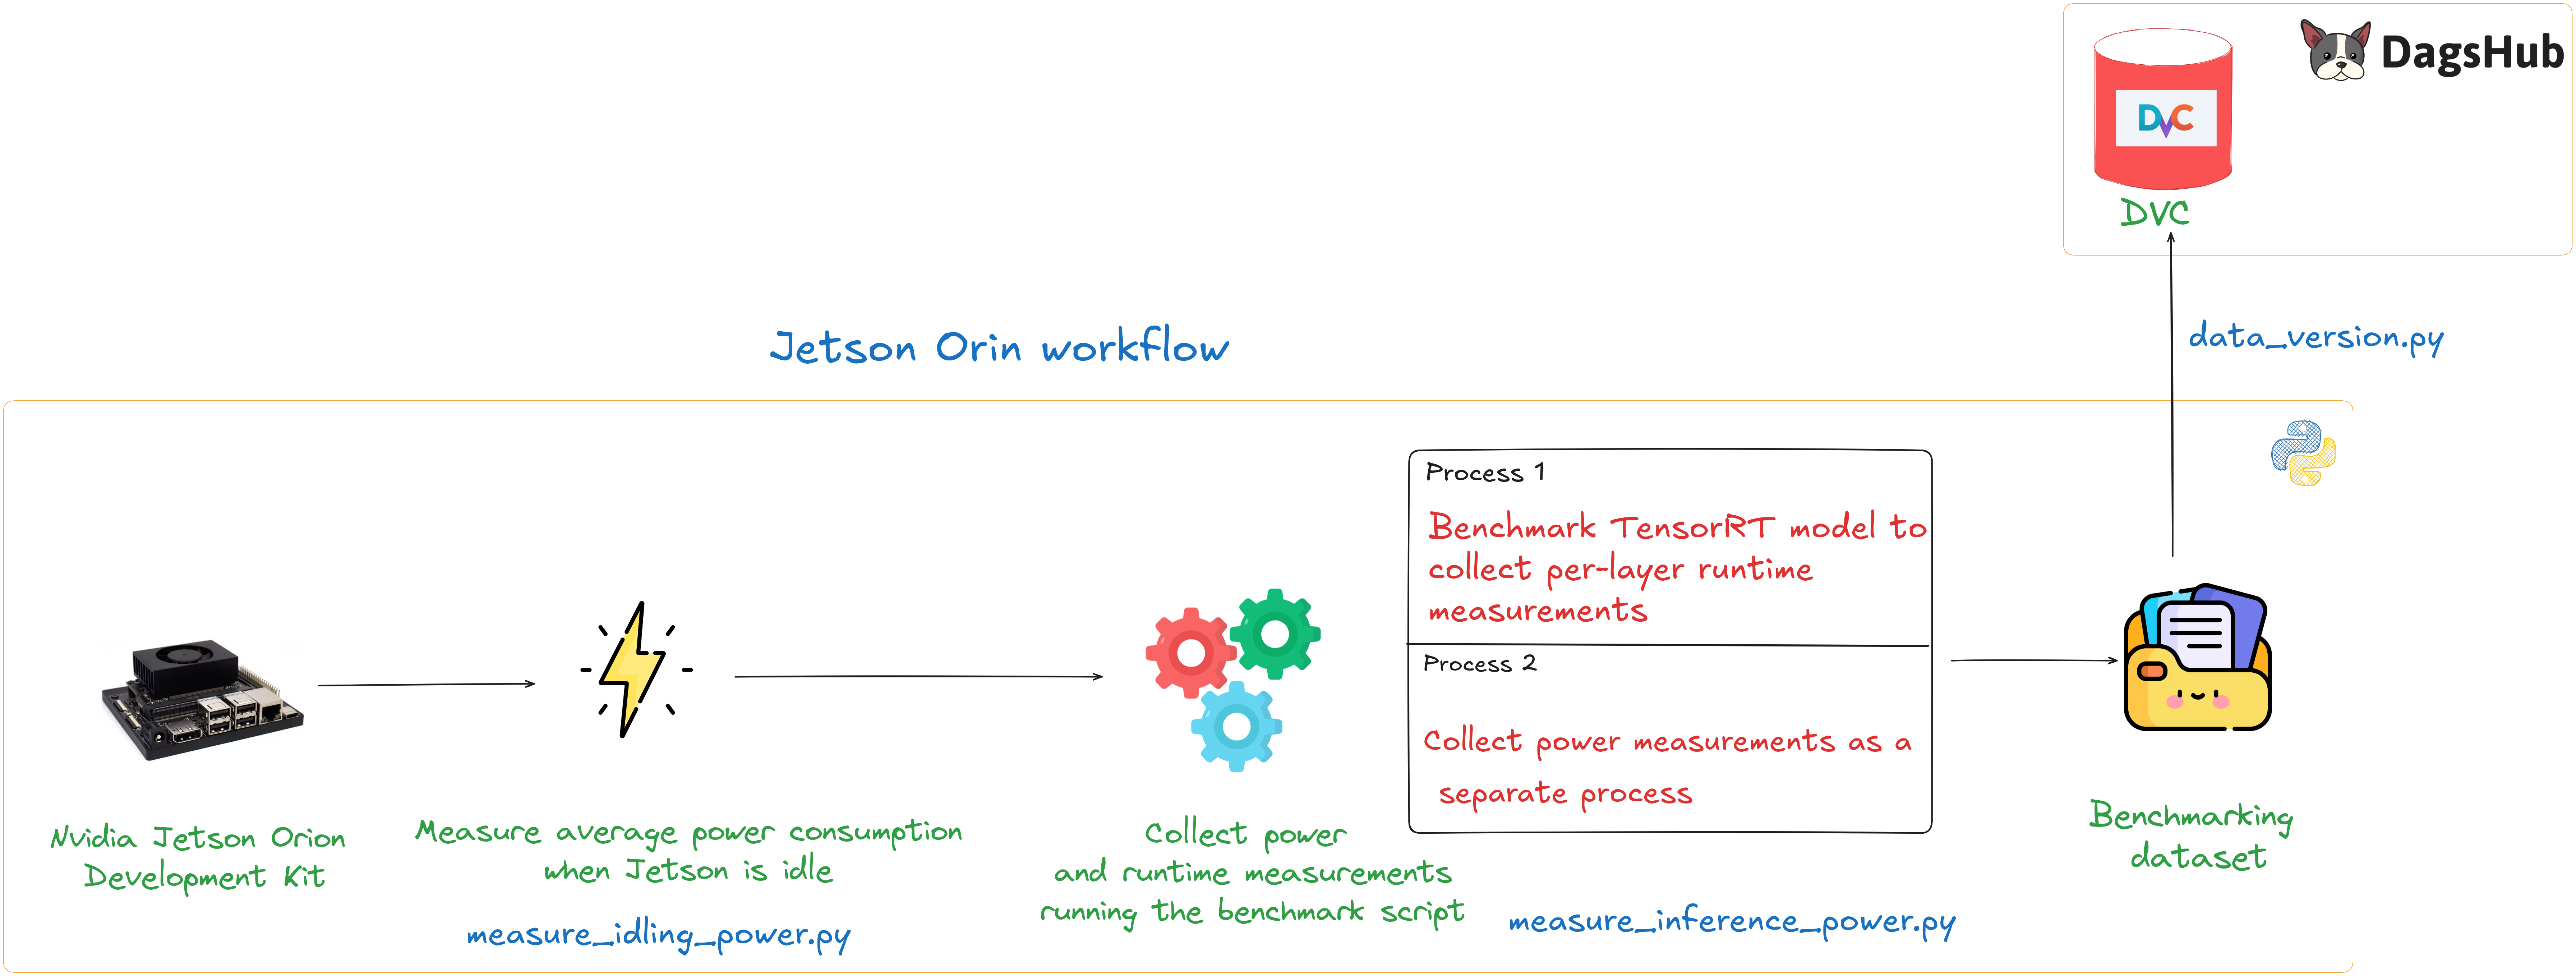 DagsHub
DVC
DVC
data_version.py
Jetson Orin workflow
Process 1
Benchmark TensorRT model to
collect per-layer runtime
measurements
Process 2
Collect power measurements as a
separate process
Nvidia Jetson Orion
Development Kit
Measure average power consumption
when Jetson is idle
measure_idling_power.py
Collect power
and runtime measurements
running the benchmark script
measure_inference_power.py
Benchmarking
dataset